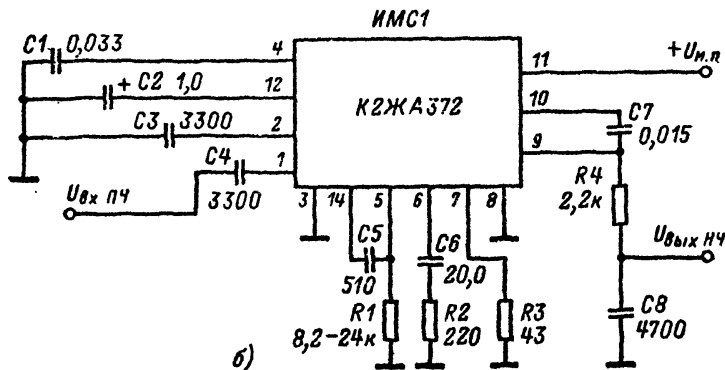 ИМС1
C1 0,033
4
+ C2 1,0
12
C3 3300
2
C4
3300
1
Uвх ПЧ
К2ЖА372
11
+Uи.п
10
C7
0,015
9
R4
2,2к
Uвых НЧ
C8
4700
3
14
5
6
7
8
C5
510
C6
20,0
R1
8,2-24к
R2
220
R3
43
б)